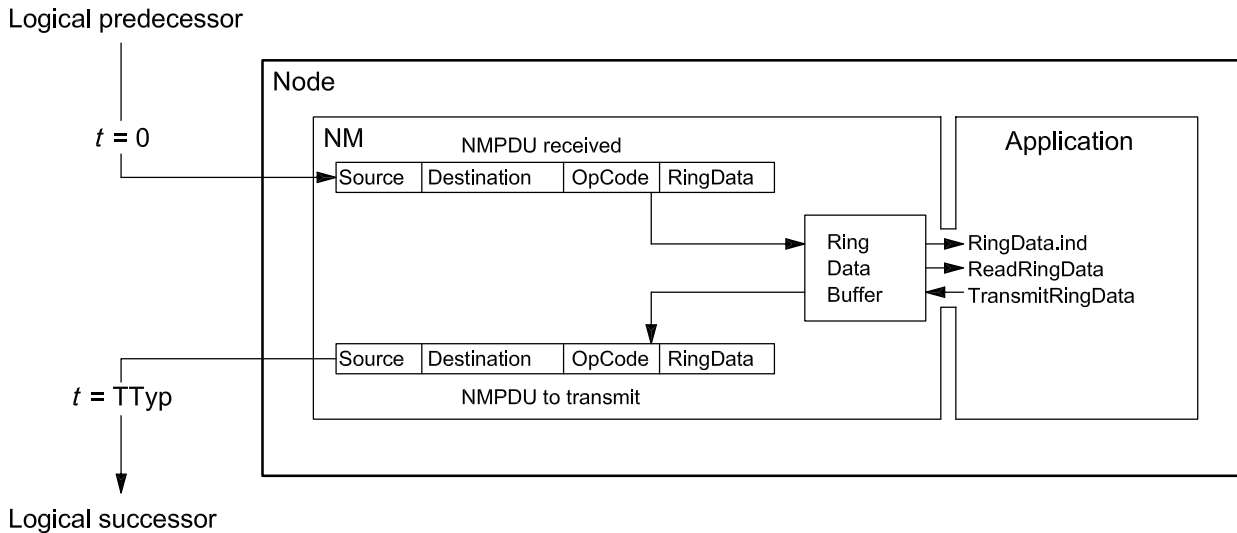 Logical predecessor
t = 0
Node
NM
NMPDU received
Source Destination OpCode RingData
Application
Ring
Data
Buffer
RingData.ind
ReadRingData
TransmitRingData
Source Destination OpCode RingData
NMPDU to transmit
t = TTyp
Logical successor